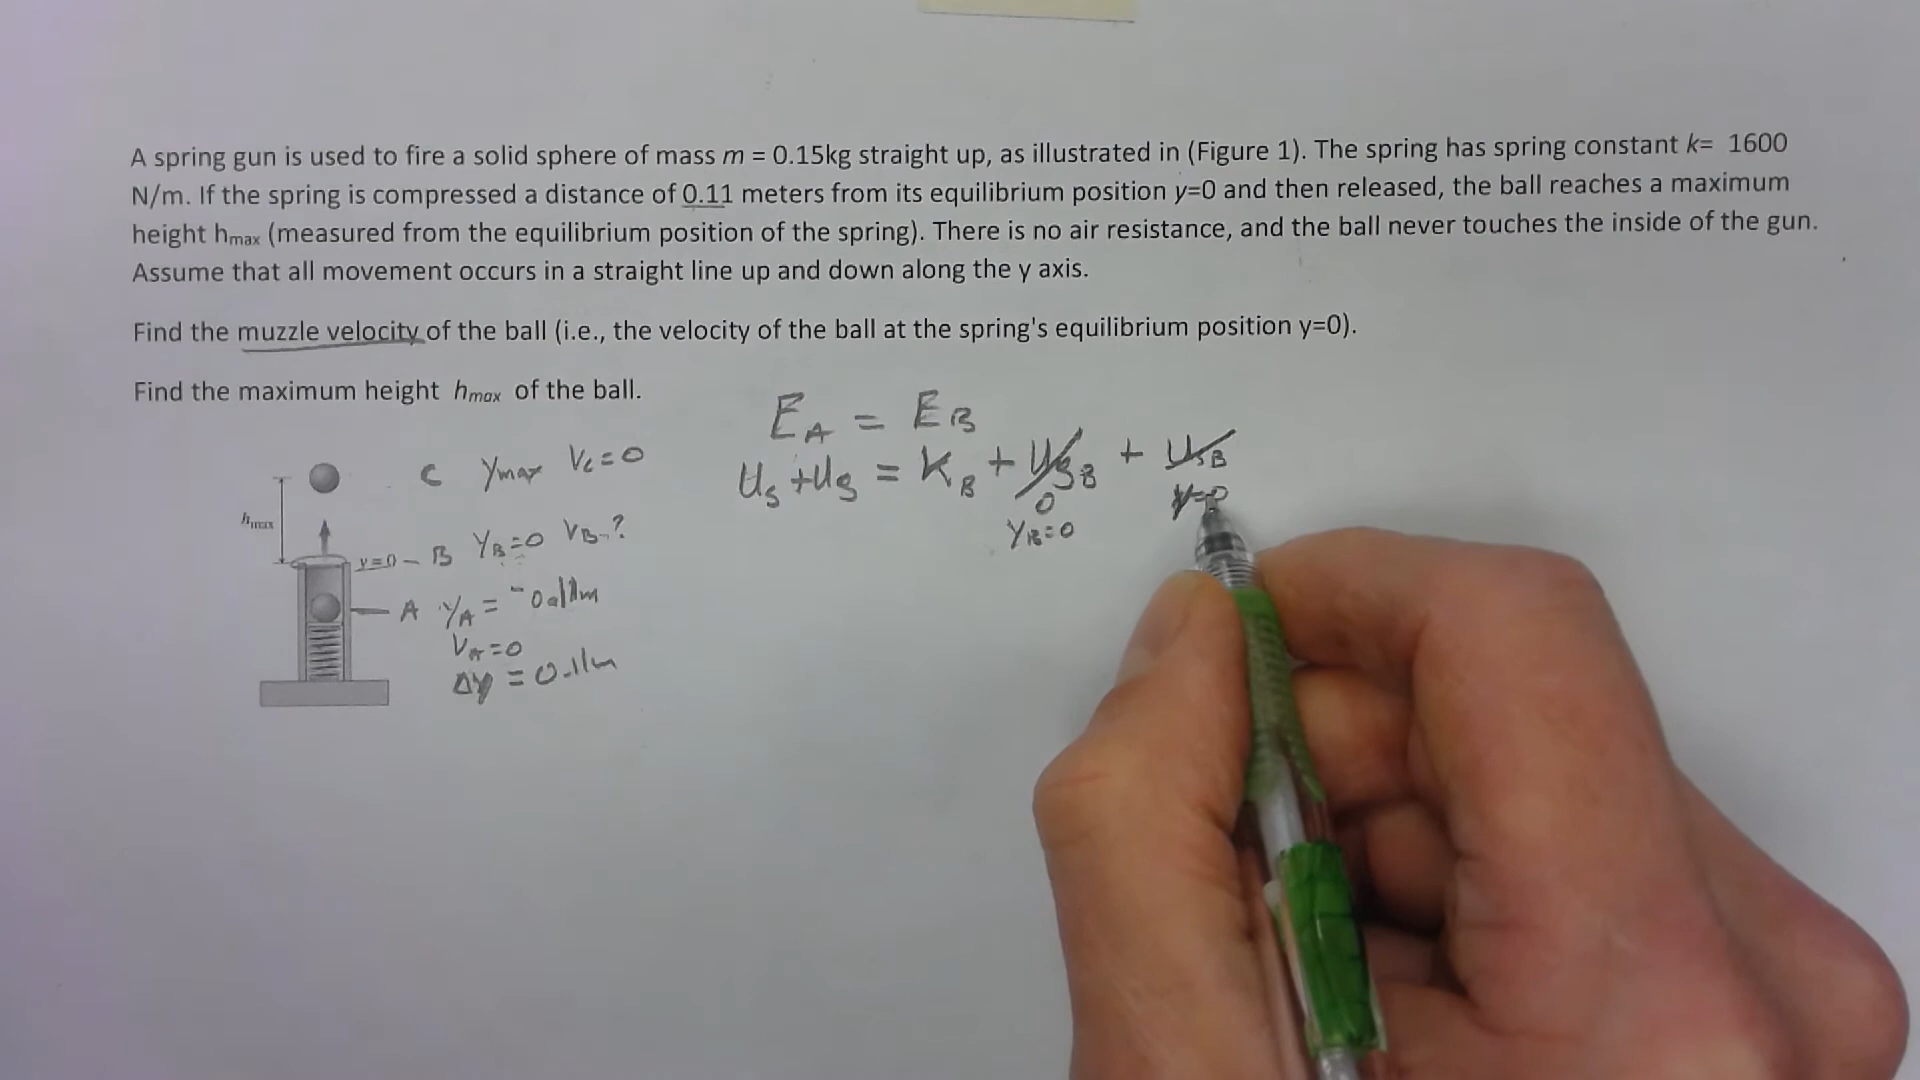 A spring gun is used to fire a solid sphere of mass m = 0.15kg straight up, as illustrated in (Figure 1). The spring has spring constant k= 1600
N/m. If the spring is compressed a distance of 0.11 meters from its equilibrium position y=0 and then released, the ball reaches a maximum
height hmax (measured from the equilibrium position of the spring). There is no air resistance, and the ball never touches the inside of the gun.
Assume that all movement occurs in a straight line up and down along the y axis.
Find the muzzle velocity of the ball (i.e., the velocity of the ball at the spring's equilibrium position y=0).
Find the maximum height hmax of the ball.
EA = EB
Us + Ug = KB + UgB + UsB
0
YB=0
y=0
C ymax Vc=0
hmax
y=0 - B YB=0 VB=?
A YA = -0.11m
VA=0
Δy = 0.11m